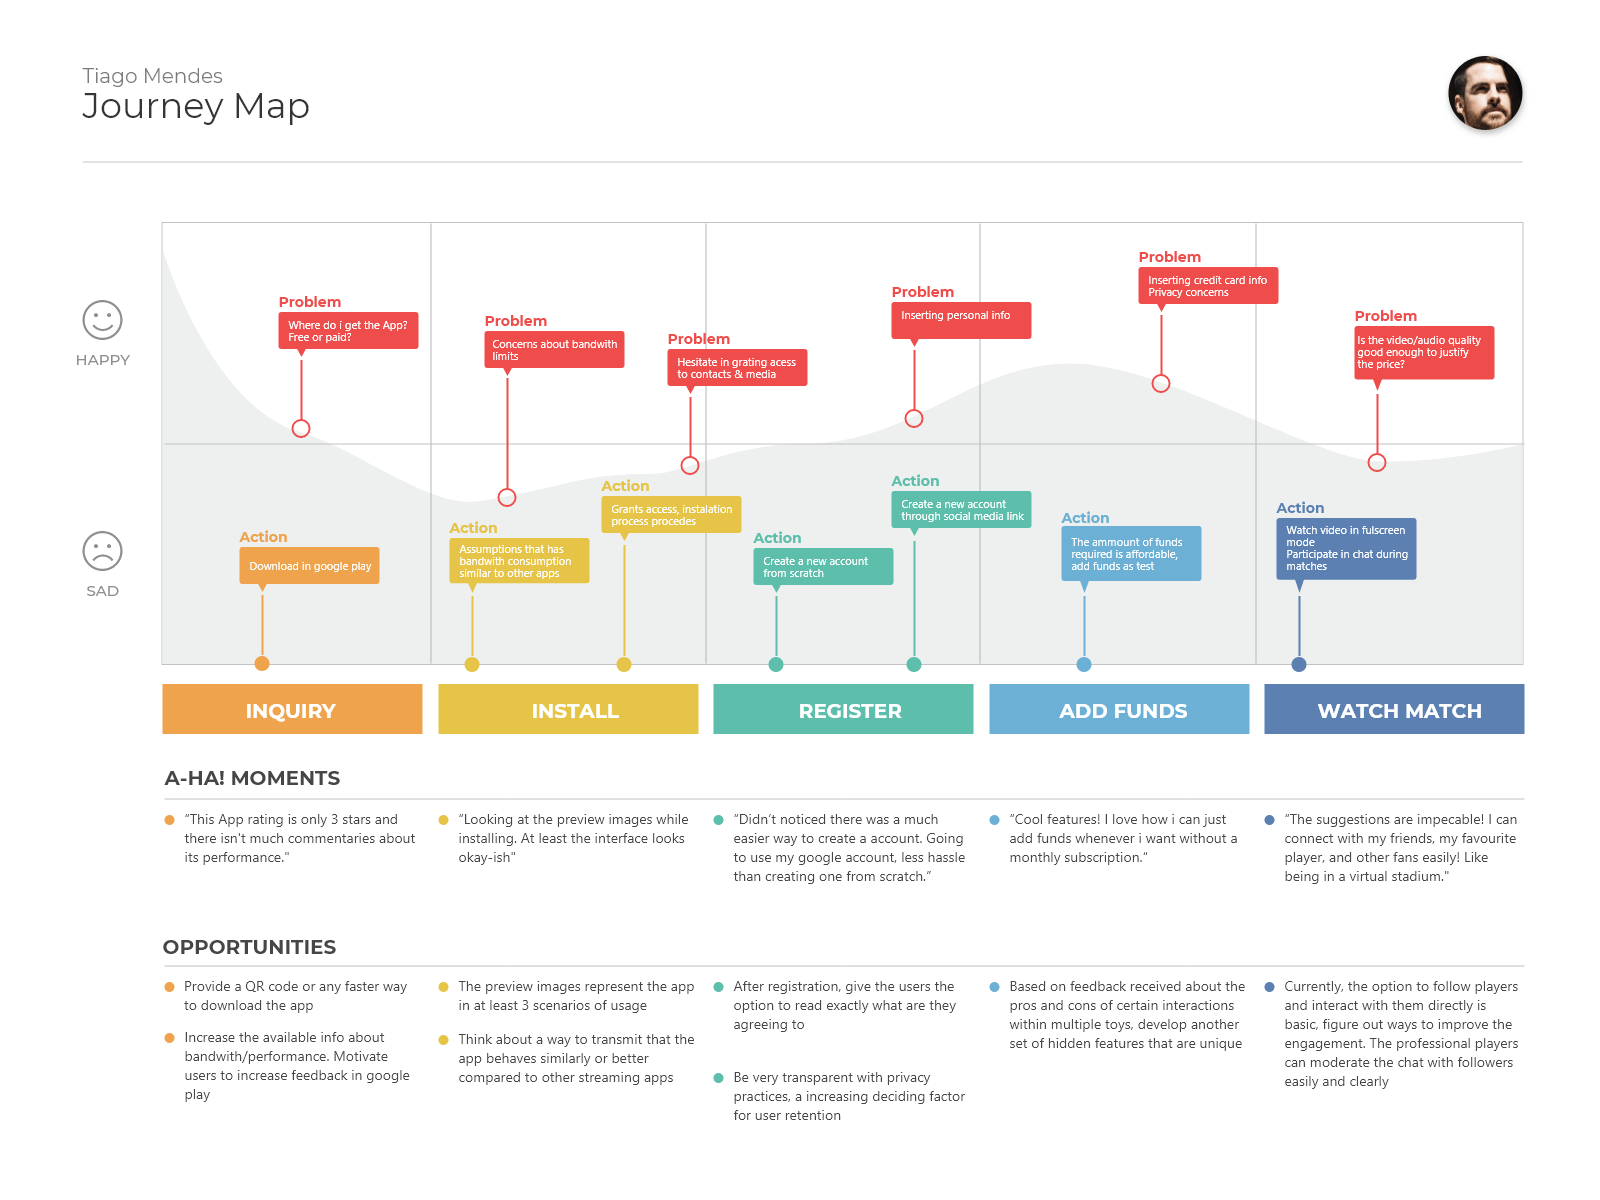 Tiago Mendes
Journey Map
HAPPY
SAD
Problem
Where do i get the App?
Free or paid?
Problem
Concerns about bandwith
limits
Problem
Hesitate in grating acess
to contacts & media
Problem
Inserting personal info
Problem
Inserting credit card info
Privacy concerns
Problem
Is the video/audio quality
good enough to justify
the price?
Action
Download in google play
Action
Assumptions that has
bandwith consumption
similar to other apps
Action
Grants access, instalation
process procedes
Action
Create a new account
from scratch
Action
Create a new account
through social media link
Action
The ammount of funds
required is affordable,
add funds as test
Action
Watch video in fulscreen
mode
Participate in chat during
matches
INQUIRY
INSTALL
REGISTER
ADD FUNDS
WATCH MATCH
A-HA! MOMENTS
“This App rating is only 3 stars and
there isn't much commentaries about
its performance."
“Looking at the preview images while
installing. At least the interface looks
okay-ish"
“Didn’t noticed there was a much
easier way to create a account. Going
to use my google account, less hassle
than creating one from scratch.”
“Cool features! I love how i can just
add funds whenever i want without a
monthly subscription.”
“The suggestions are impecable! I can
connect with my friends, my favourite
player, and other fans easily! Like
being in a virtual stadium."
OPPORTUNITIES
Provide a QR code or any faster way
to download the app
Increase the available info about
bandwith/performance. Motivate
users to increase feedback in google
play
The preview images represent the app
in at least 3 scenarios of usage
Think about a way to transmit that the
app behaves similarly or better
compared to other streaming apps
After registration, give the users the
option to read exactly what are they
agreeing to
Be very transparent with privacy
practices, a increasing deciding factor
for user retention
Based on feedback received about the
pros and cons of certain interactions
within multiple toys, develop another
set of hidden features that are unique
Currently, the option to follow players
and interact with them directly is
basic, figure out ways to improve the
engagement. The professional players
can moderate the chat with followers
easily and clearly